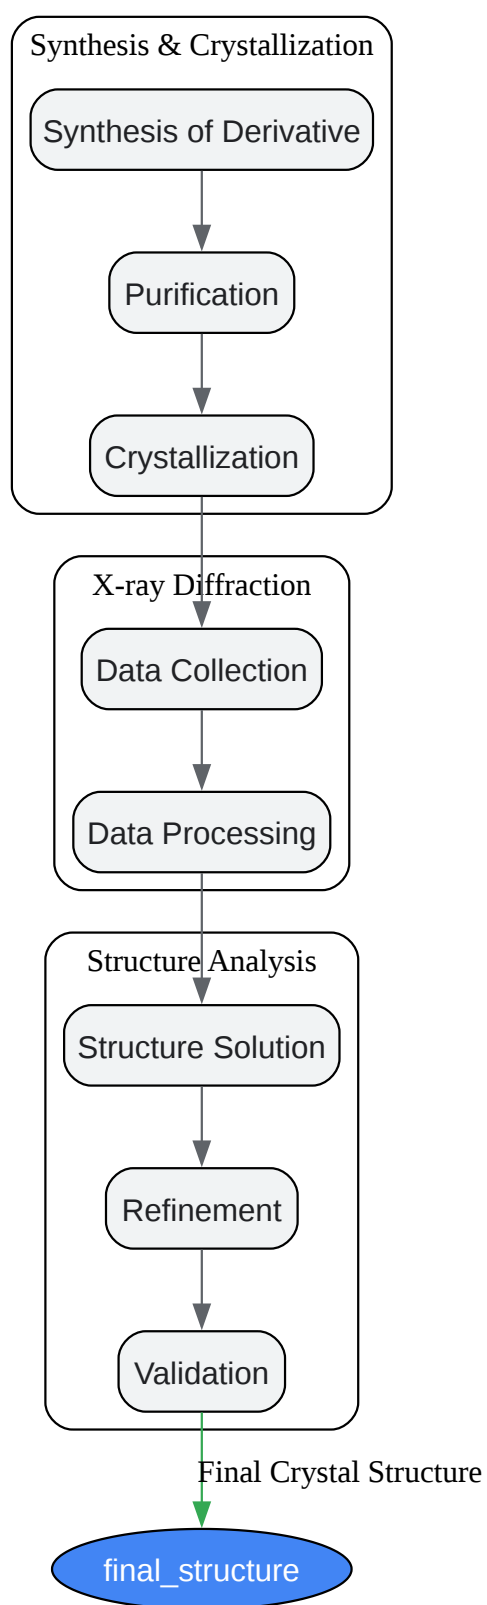 Synthesis & Crystallization
Synthesis of Derivative
Purification
Crystallization
X-ray Diffraction
Data Collection
Data Processing
Structure Analysis
Structure Solution
Refinement
Validation
Final Crystal Structure
final_structure